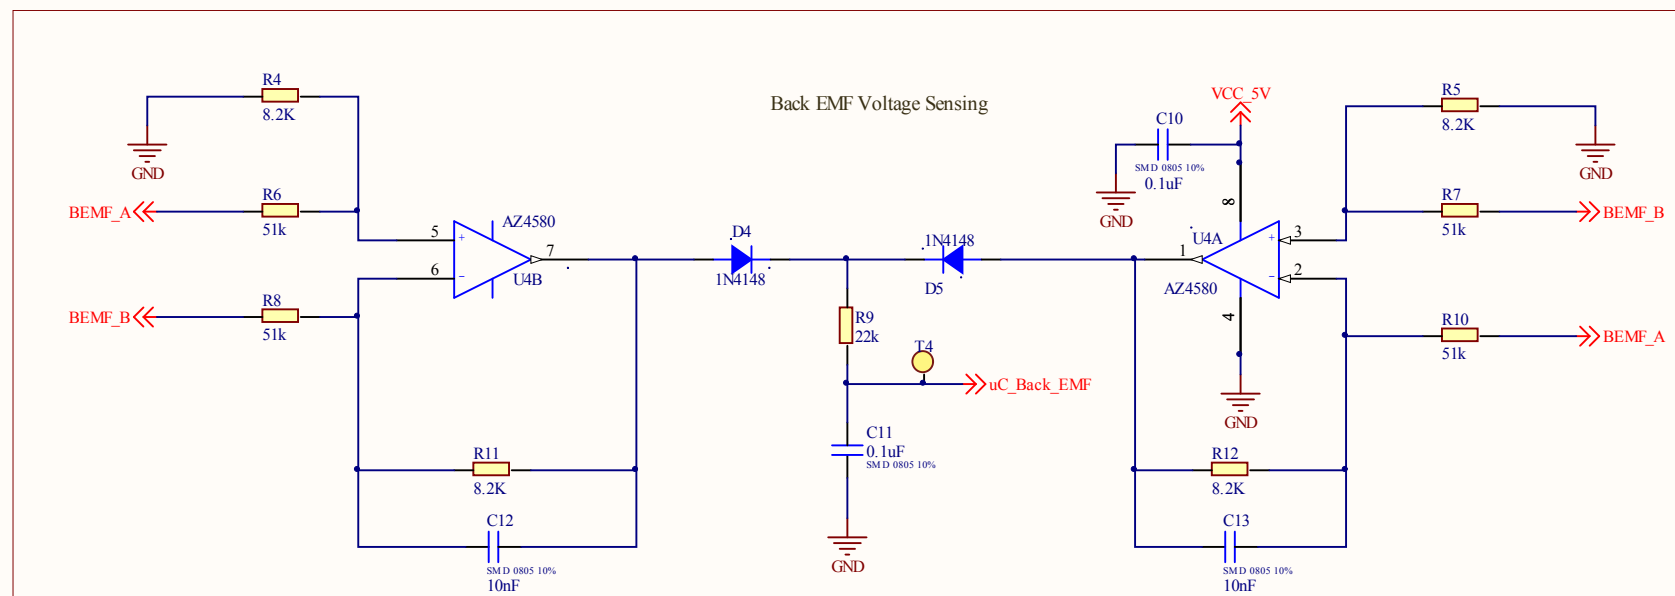 Back EMF Voltage Sensing
R4
8.2K
GND
R6
51k
BEMF_A
R8
51k
BEMF_B
5
6
7
+
−
AZ4580
U4B
D4
1N4148
1N4148
D5
R9
22k
T4
uC_Back_EMF
C11
0.1uF
SMD 0805 10%
GND
R11
8.2K
C12
SMD 0805 10%
10nF
VCC_5V
C10
SMD 0805 10%
0.1uF
GND
8
U4A
1
3
2
+
−
AZ4580
4
GND
R5
8.2K
GND
R7
51k
BEMF_B
R10
51k
BEMF_A
R12
8.2K
C13
SMD 0805 10%
10nF